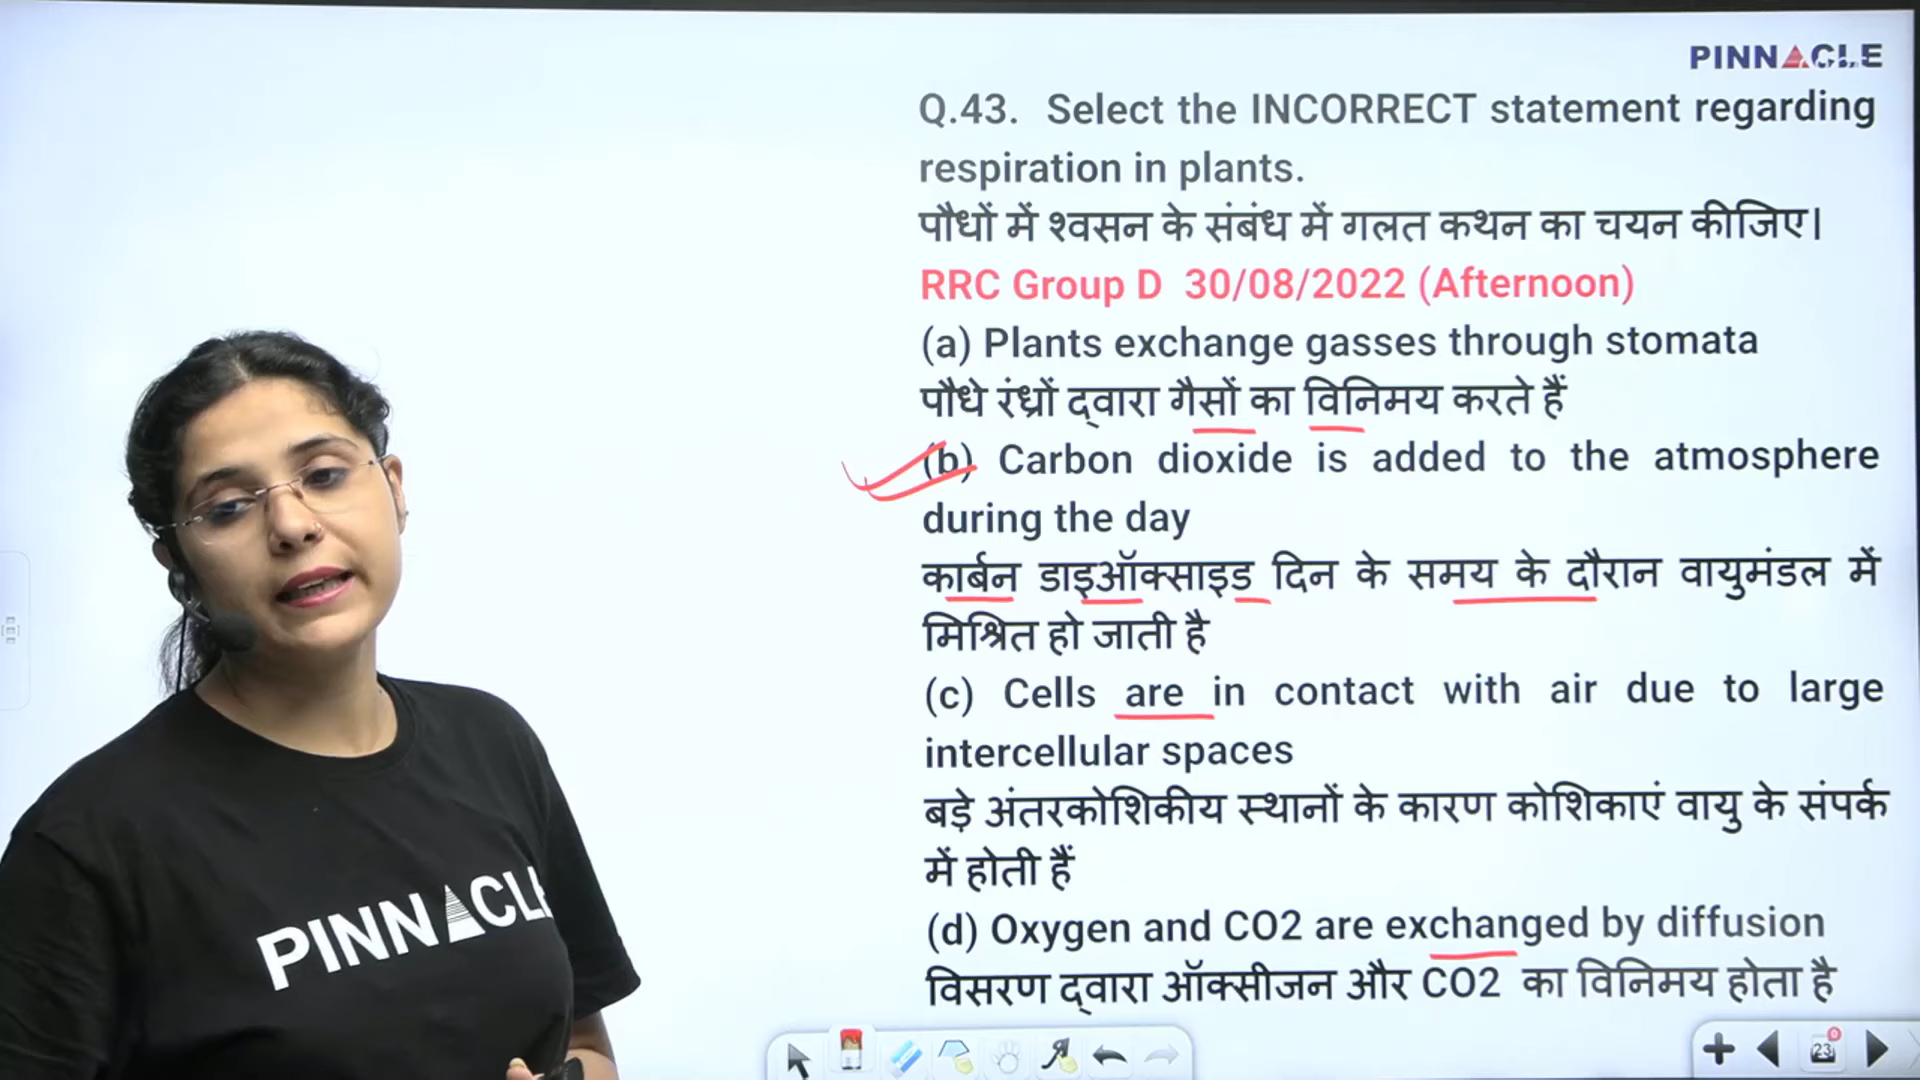 PINNACLE
Q.43. Select the INCORRECT statement regarding
respiration in plants.
पौधों में श्वसन के संबंध में गलत कथन का चयन कीजिए।
RRC Group D 30/08/2022 (Afternoon)
(a) Plants exchange gasses through stomata
पौधे रंध्रों द्वारा गैसों का विनिमय करते हैं
(b) Carbon dioxide is added to the atmosphere
during the day
कार्बन डाइऑक्साइड दिन के समय के दौरान वायुमंडल में
मिश्रित हो जाती है
(c) Cells are in contact with air due to large
intercellular spaces
बड़े अंतरकोशिकीय स्थानों के कारण कोशिकाएं वायु के संपर्क
में होती हैं
(d) Oxygen and CO2 are exchanged by diffusion
विसरण द्वारा ऑक्सीजन और CO2 का विनिमय होता है
PINNACLE
23
0